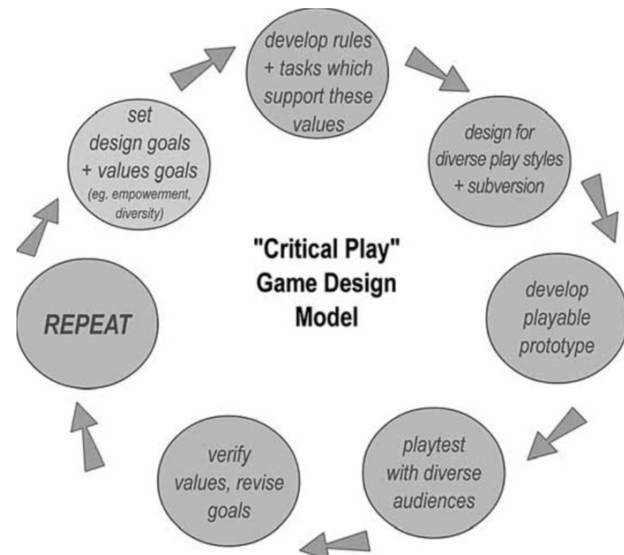 "Critical Play"
Game Design
Model
set
design goals
+ values goals
(eg. empowerment,
diversity)
develop rules
+ tasks which
support these
values
design for
diverse play styles
+ subversion
develop
playable
prototype
playtest
with diverse
audiences
verify
values, revise
goals
REPEAT